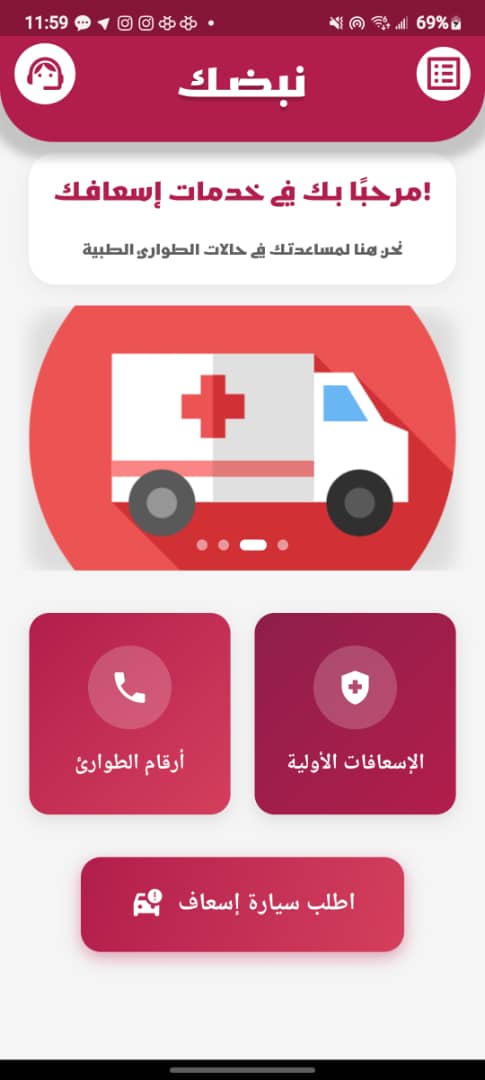 11:59
69%
نبضك
مرحبًا بك في خدمات إسعافك!
نحن هنا لمساعدتك في حالات الطوارئ الطبية
الإسعافات الأولية
أرقام الطوارئ
اطلب سيارة إسعاف